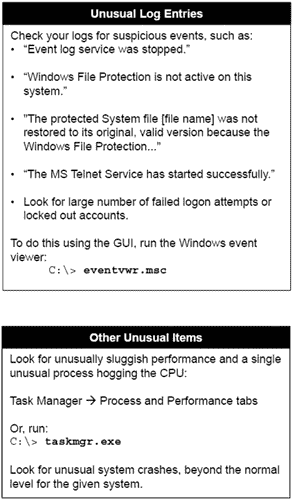 Unusual Log Entries
Check your logs for suspicious events, such as:
• “Event log service was stopped.”
• “Windows File Protection is not active on this
system.”
• "The protected System file [file name] was not
restored to its original, valid version because the
Windows File Protection..."
• “The MS Telnet Service has started successfully.”
• Look for large number of failed logon attempts or
locked out accounts.
To do this using the GUI, run the Windows event
viewer:
C:\> eventvwr.msc
Other Unusual Items
Look for unusually sluggish performance and a single
unusual process hogging the CPU:
Task Manager → Process and Performance tabs
Or, run:
C:\> taskmgr.exe
Look for unusual system crashes, beyond the normal
level for the given system.